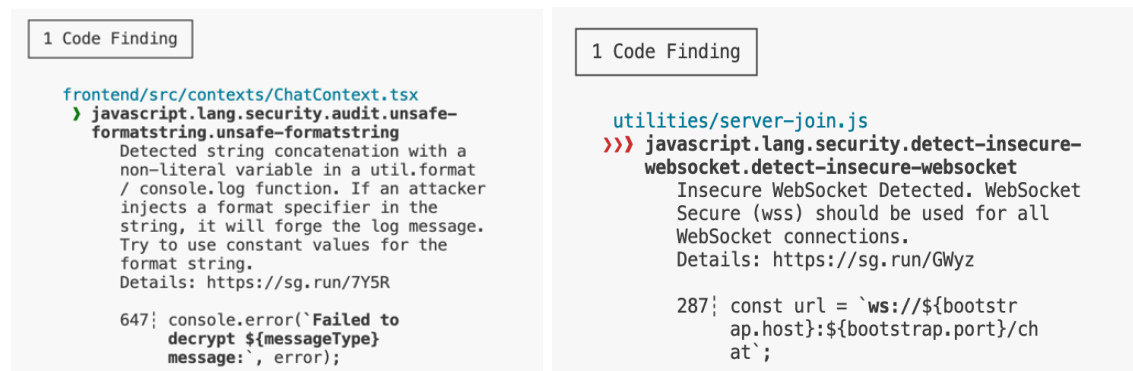 1 Code Finding
frontend/src/contexts/ChatContext.tsx
❯ javascript.lang.security.audit.unsafe-
formatstring.unsafe-formatstring
Detected string concatenation with a
non-literal variable in a util.format
/ console.log function. If an attacker
injects a format specifier in the
string, it will forge the log message.
Try to use constant values for the
format string.
Details: https://sg.run/7Y5R
647┆ console.error(`Failed to
decrypt ${messageType}
message:`, error);
1 Code Finding
utilities/server-join.js
❯❯❱ javascript.lang.security.detect-insecure-
websocket.detect-insecure-websocket
Insecure WebSocket Detected. WebSocket
Secure (wss) should be used for all
WebSocket connections.
Details: https://sg.run/GWyz
287┆ const url = `ws://${bootstr
ap.host}:${bootstrap.port}/ch
at`;